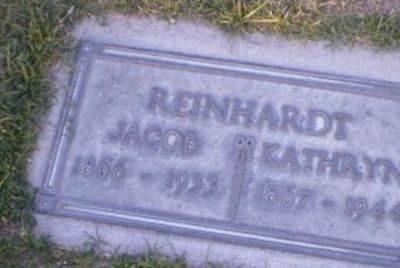 REINHARDT
JACOB KATHRYN
1866 - 1933 1867 - 1944